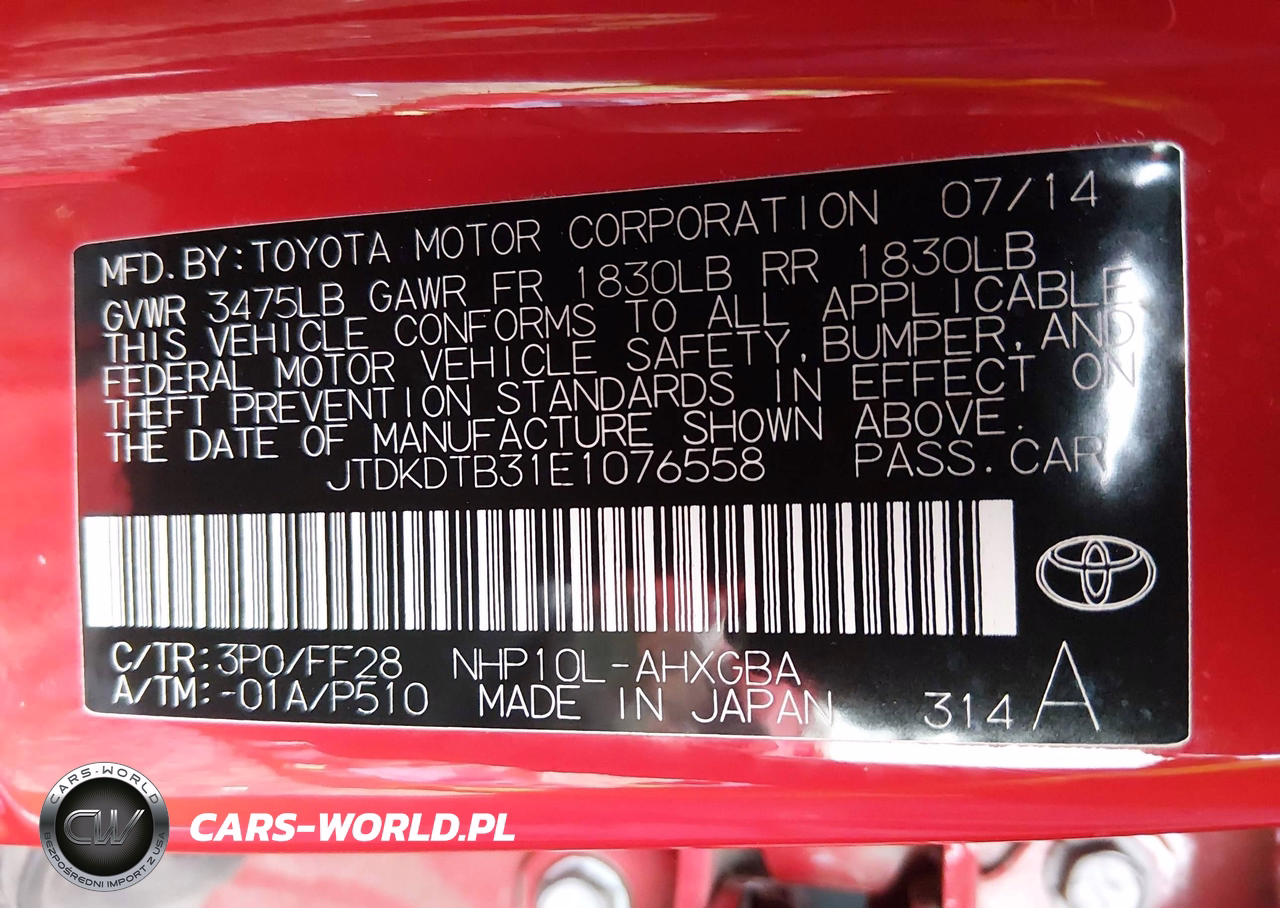 MFD. BY: TOYOTA MOTOR CORPORATION 07/14
GVWR 3475LB GAWR FR 1830LB RR 1830LB
THIS VEHICLE CONFORMS TO ALL APPLICABLE
FEDERAL MOTOR VEHICLE SAFETY, BUMPER, AND
THEFT PREVENTION STANDARDS IN EFFECT ON
THE DATE OF MANUFACTURE SHOWN ABOVE.
JTDKDTB31E1076558 PASS. CAR
C/TR: 3P0/FF28 NHP10L-AHXGBA
A/TM: -01A/P510 MADE IN JAPAN 314 A
CARS-WORLD
CW
BEZPOŚREDNI IMPORT Z USA
CARS-WORLD.PL